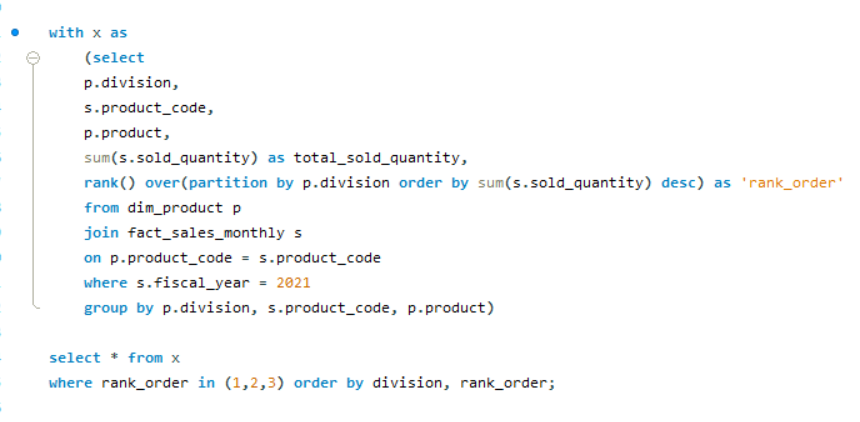 with x as
(select
p.division,
s.product_code,
p.product,
sum(s.sold_quantity) as total_sold_quantity,
rank() over(partition by p.division order by sum(s.sold_quantity) desc) as 'rank_order'
from dim_product p
join fact_sales_monthly s
on p.product_code = s.product_code
where s.fiscal_year = 2021
group by p.division, s.product_code, p.product)
select * from x
where rank_order in (1,2,3) order by division, rank_order;